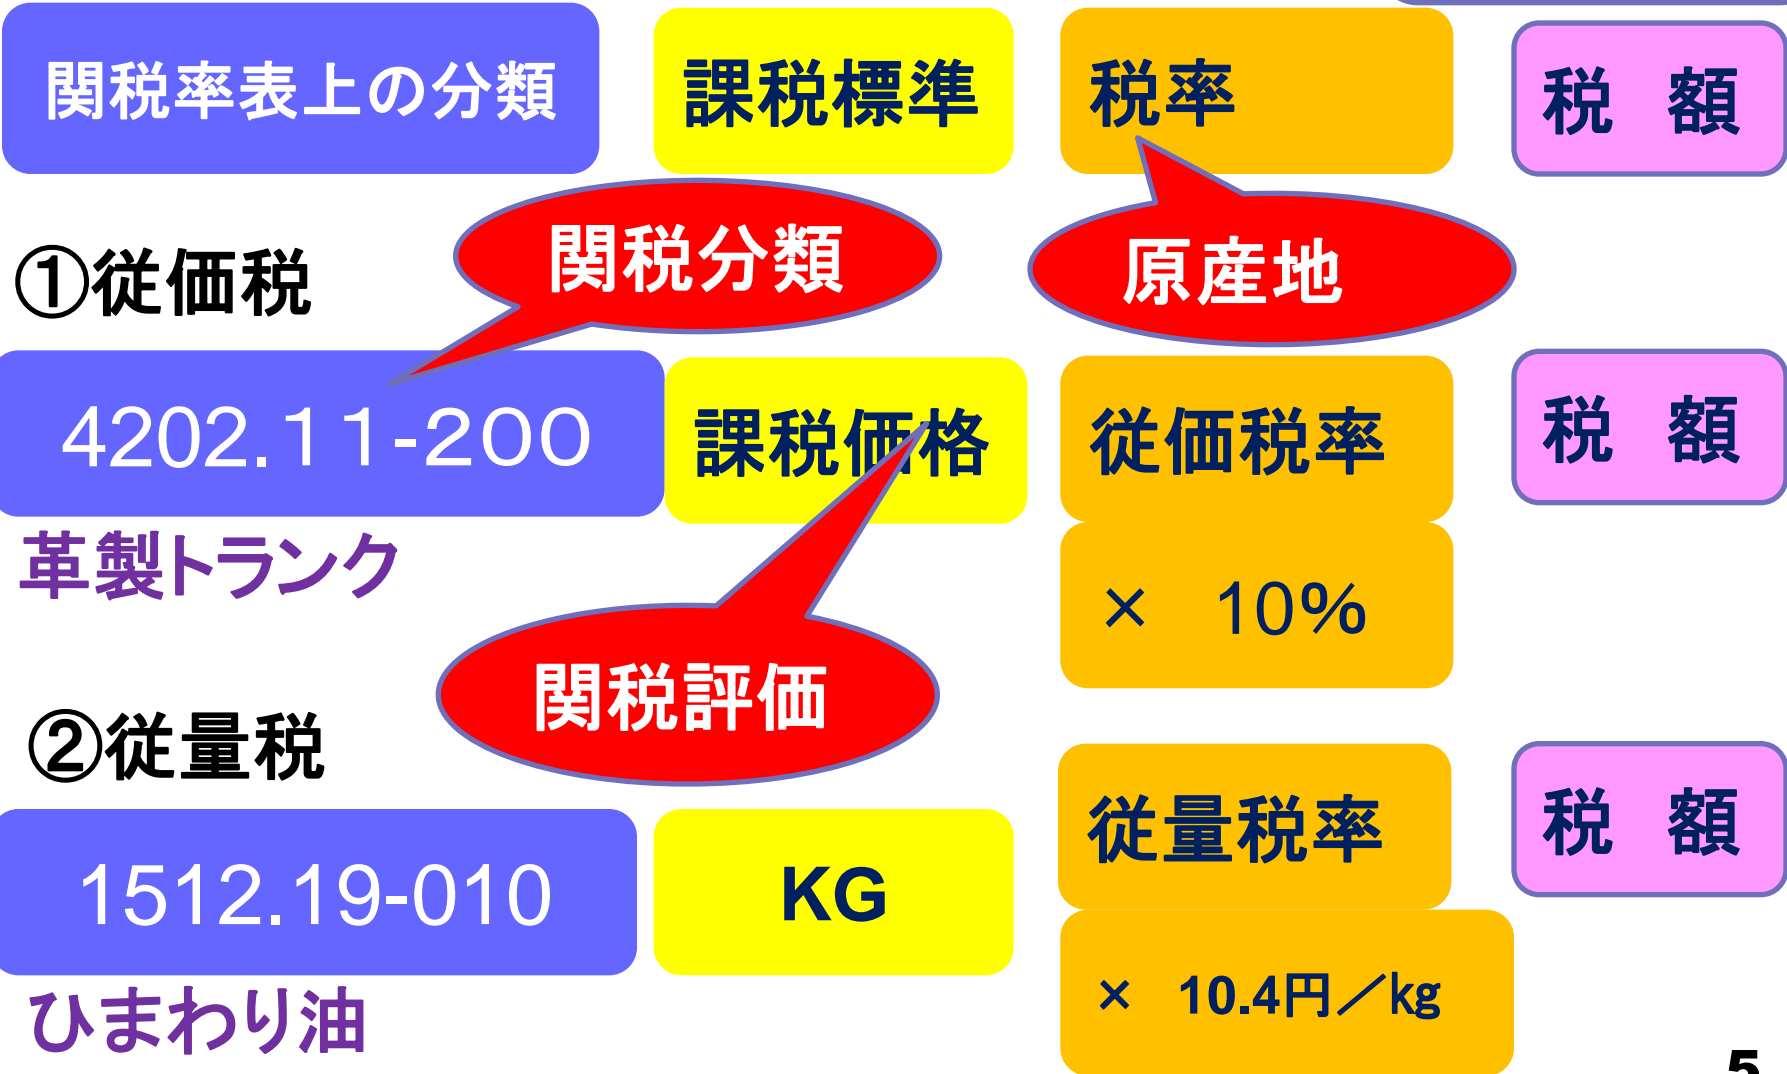 関税率表上の分類
課税標準
税率
税　額
関税分類
原産地
①従価税
4202.１１-２００
課税価格
従価税率
税　額
革製トランク
×　10%
関税評価
②従量税
従量税率
税　額
1512.19-010
KG
×　10.4円／kg
ひまわり油
5